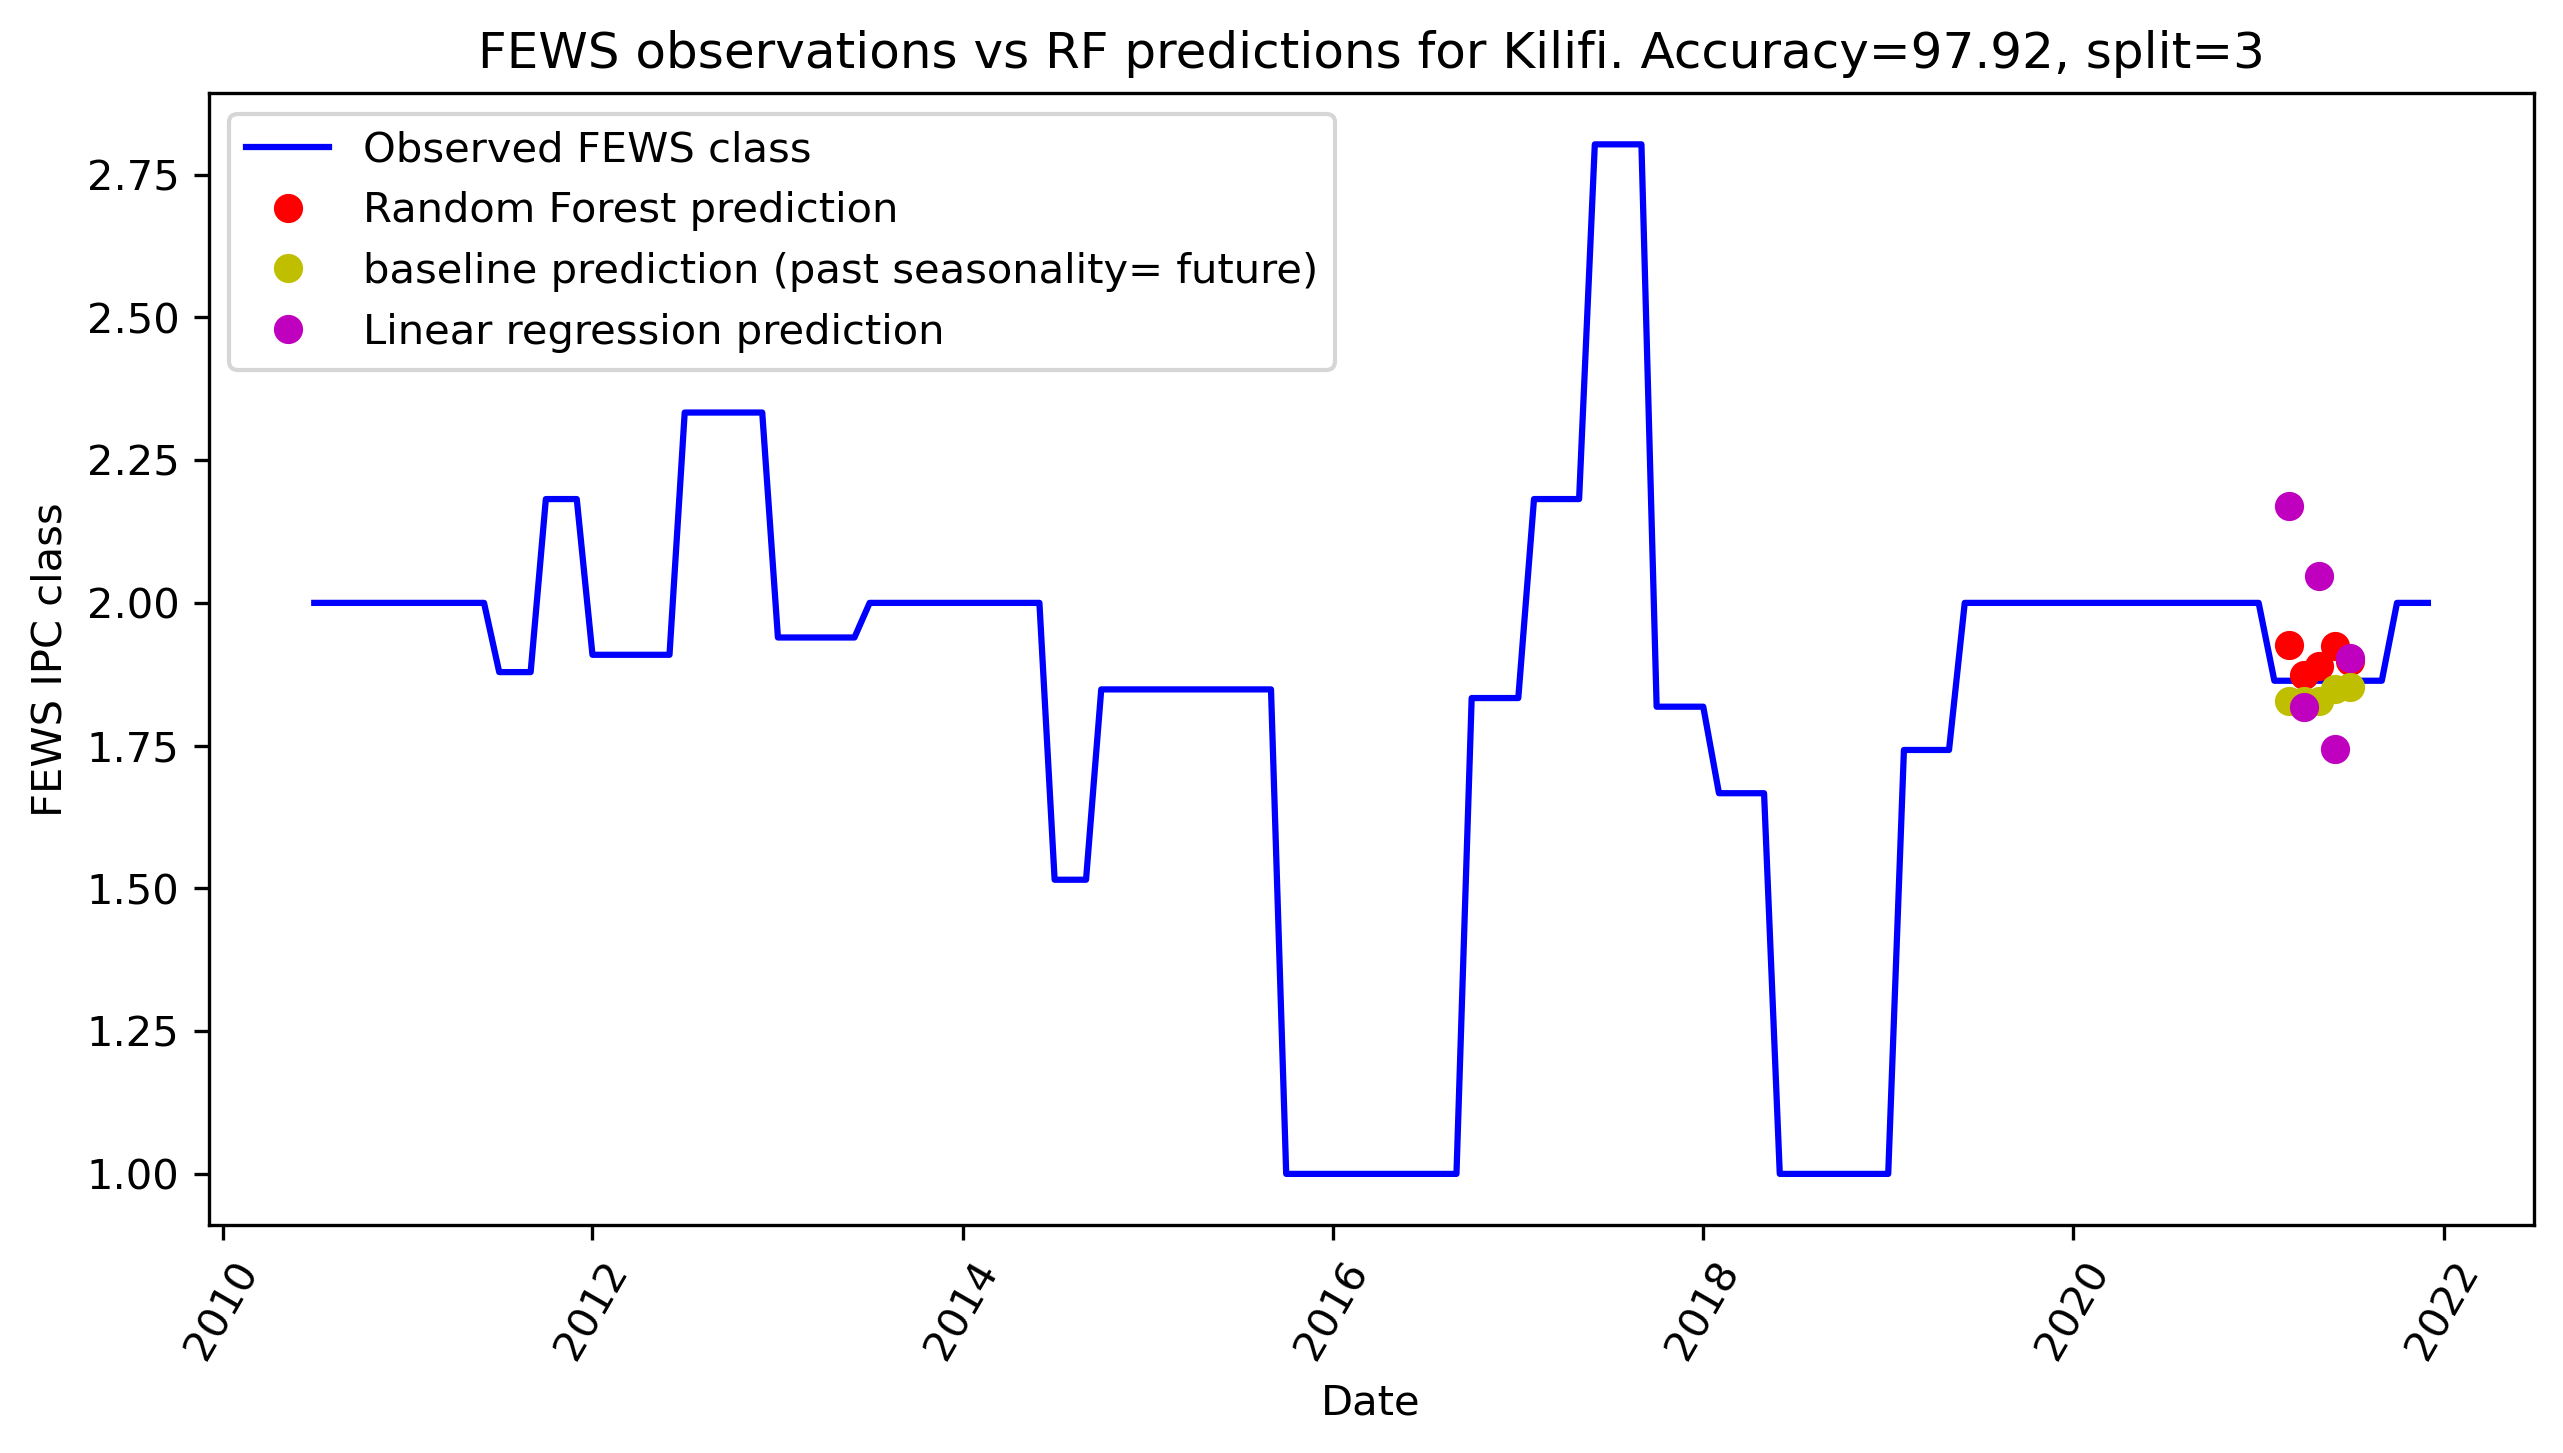 FEWS observations vs RF predictions for Kilifi. Accuracy=97.92, split=3
Observed FEWS class
Random Forest prediction
baseline prediction (past seasonality= future)
Linear regression prediction
FEWS IPC class
2.75
2.50
2.25
2.00
1.75
1.50
1.25
1.00
2010
2012
2014
2016
2018
2020
2022
Date